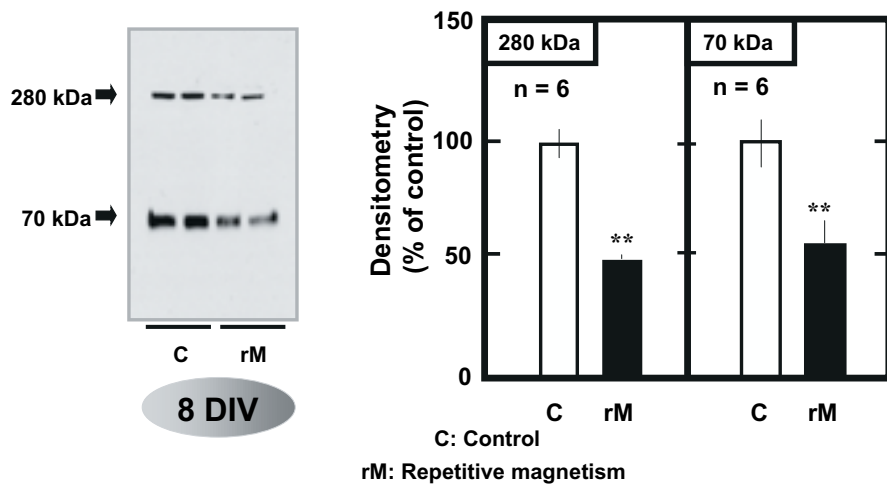 280 kDa
70 kDa
C rM
8 DIV
Densitometry
(% of control)
150
100
50
0
280 kDa
n = 6
**
C rM
70 kDa
n = 6
**
C rM
C: Control
rM: Repetitive magnetism